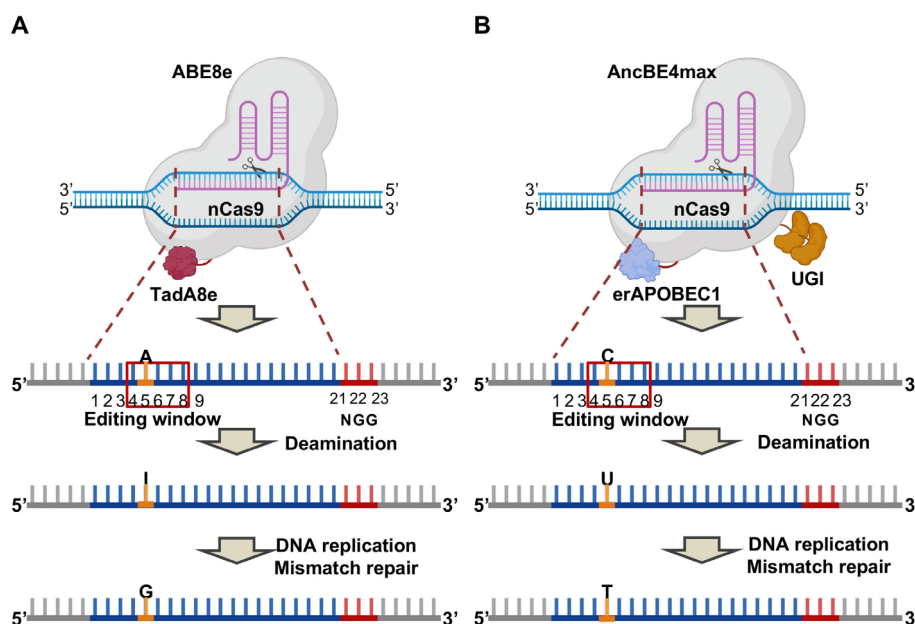 A
ABE8e
3’
5’
5’
3’
nCas9
TadA8e
A
5’
3’
1 2 3 4 5 6 7 8 9
21 22 23
Editing window
NGG
Deamination
I
5’
3’
DNA replication
Mismatch repair
G
5’
3’
B
AncBE4max
3’
5’
5’
3’
nCas9
erAPOBEC1
UGI
C
5’
3
1 2 3 4 5 6 7 8 9
21 22 23
Editing window
NGG
Deamination
U
5’
3
DNA replication
Mismatch repair
T
5’
3